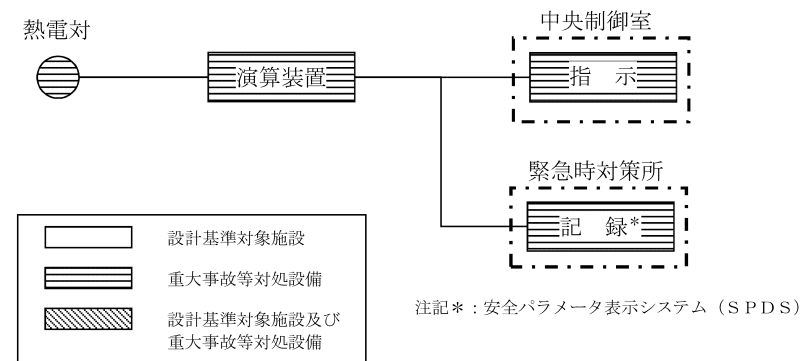 熱電対
演算装置
中央制御室
指　示
緊急時対策所
記　録*
設計基準対象施設
重大事故等対処設備
設計基準対象施設及び
重大事故等対処設備
注記＊：安全パラメータ表示システム（ＳＰＤＳ）